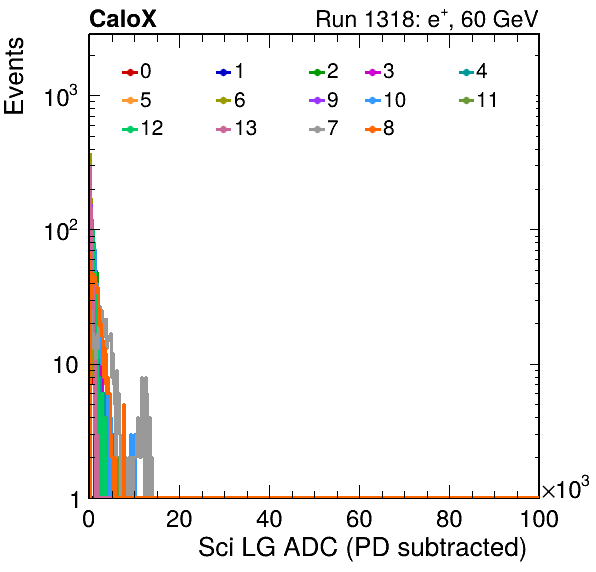 CaloX Run 1318: e⁺, 60 GeV
Events
0 1 2 3 4
5 6 9 10 11
12 13 7 8
10³
10²
10
1
0 20 40 60 80 100
×10³
Sci LG ADC (PD subtracted)